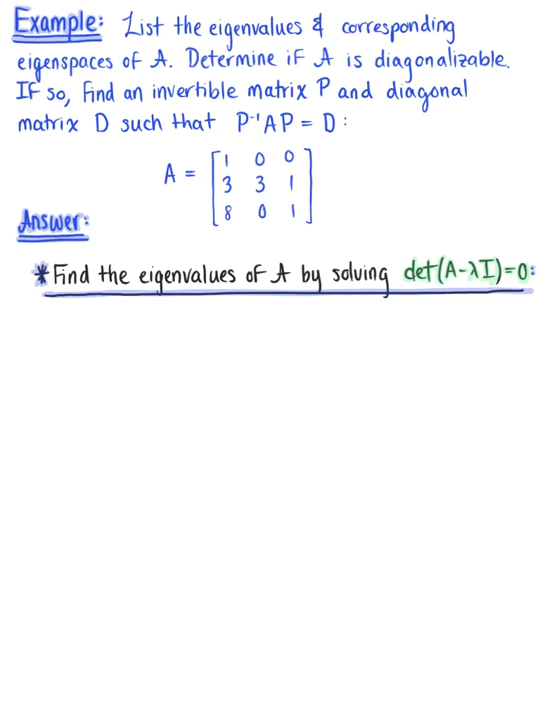 Example: List the eigenvalues & corresponding
eigenspaces of A. Determine if A is diagonalizable.
If so, find an invertible matrix P and diagonal
matrix D such that P⁻¹AP = D:
A = [1 0 0
3 3 1
8 0 1]
Answer:
*Find the eigenvalues of A by solving det(A-λI)=0: